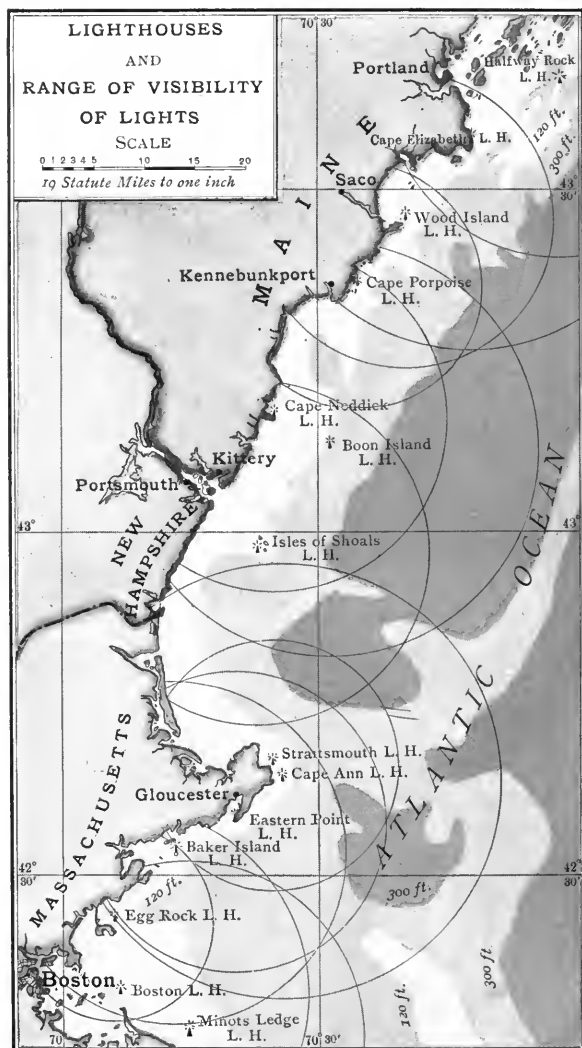 LIGHTHOUSES
AND
RANGE OF VISIBILITY
OF LIGHTS
SCALE
0 1 2 3 4 5 10 15 20
19 Statute Miles to one inch
70° 30'
Portland
Halfway Rock
L. H.
120 ft.
300 ft.
Cape Elizabeth L. H.
MAINE
Saco
43°
30'
Wood Island
L. H.
Kennebunkport
Cape Porpoise
L. H.
Cape Neddick
L. H.
Boon Island
L. H.
Kittery
Portsmouth
OCEAN
43°
43°
NEW
HAMPSHIRE
Isles of Shoals
L. H.
ATLANTIC
MASSACHUSETTS
Straitsmouth L. H.
Cape Ann L. H.
Gloucester
Eastern Point
L. H.
Baker Island
L. H.
42°
30'
42°
30'
120 ft.
300 ft.
Egg Rock L. H.
300 ft.
Boston
Boston L. H.
120 ft.
Minots Ledge
L. H.
70°
70° 30'